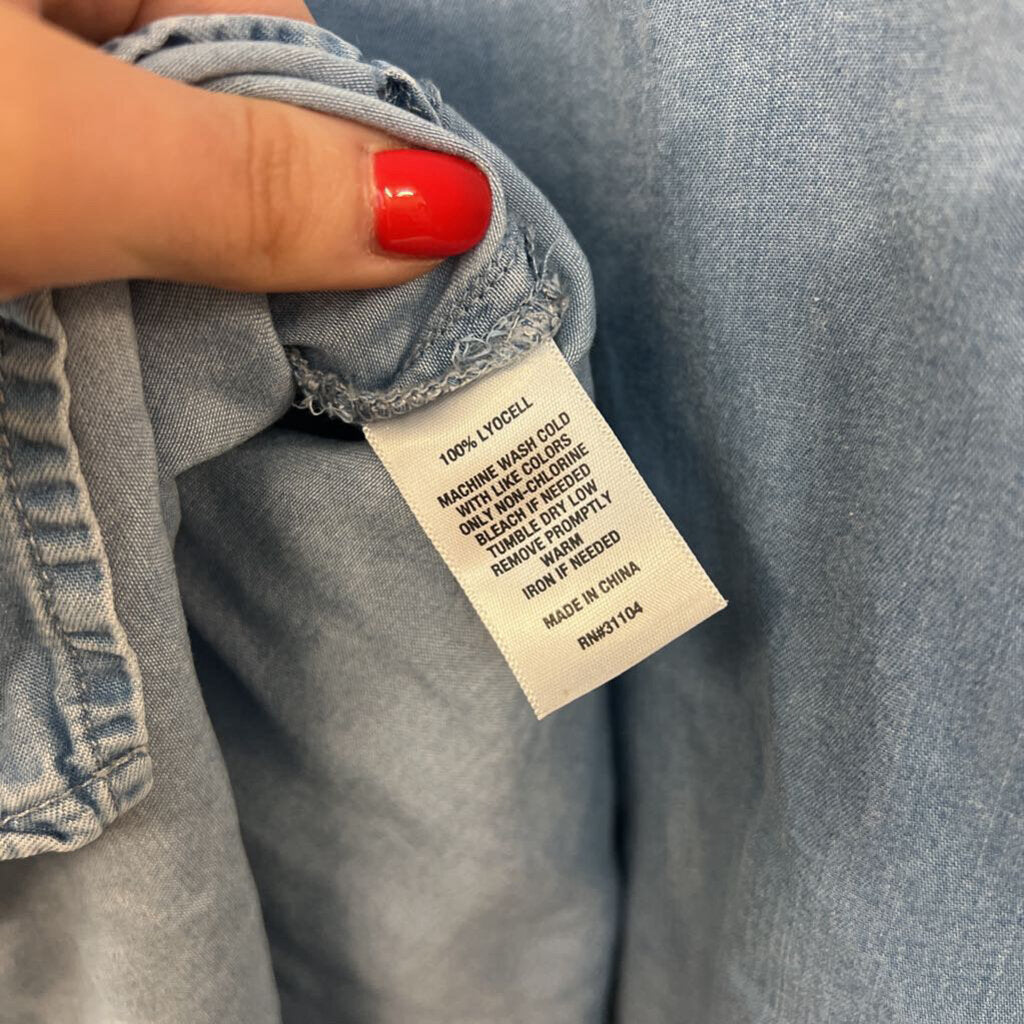 100% LYOCELL
MACHINE WASH COLD
WITH LIKE COLORS
ONLY NON-CHLORINE
BLEACH IF NEEDED
TUMBLE DRY LOW
REMOVE PROMPTLY
WARM
IRON IF NEEDED
MADE IN CHINA
RN#31104